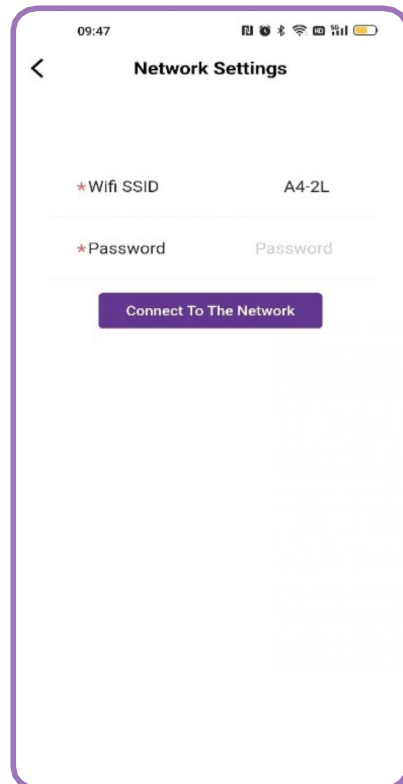 09:47
Network Settings
*Wifi SSID A4-2L
*Password Password
Connect To The Network